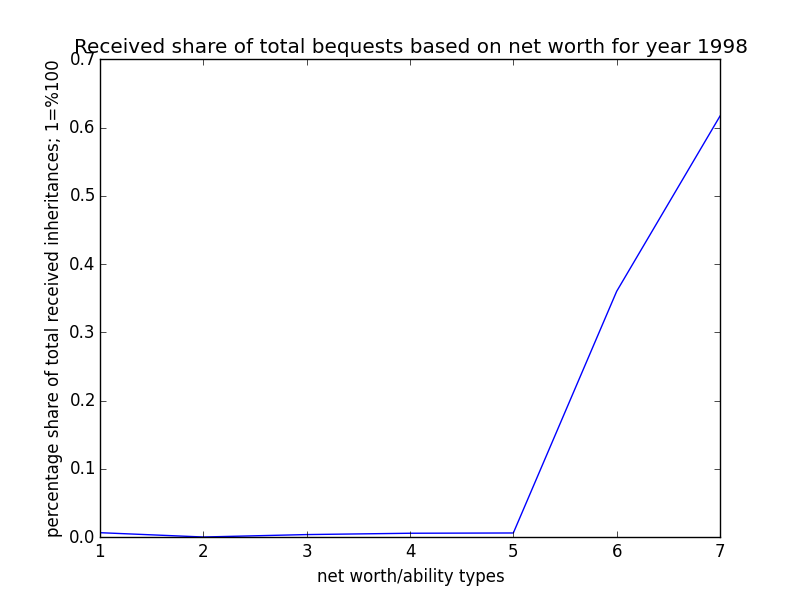 Received share of total bequests based on net worth for year 1998
percentage share of total received inheritances; 1=%100
0.7
0.6
0.5
0.4
0.3
0.2
0.1
0.0
1 2 3 4 5 6 7
net worth/ability types